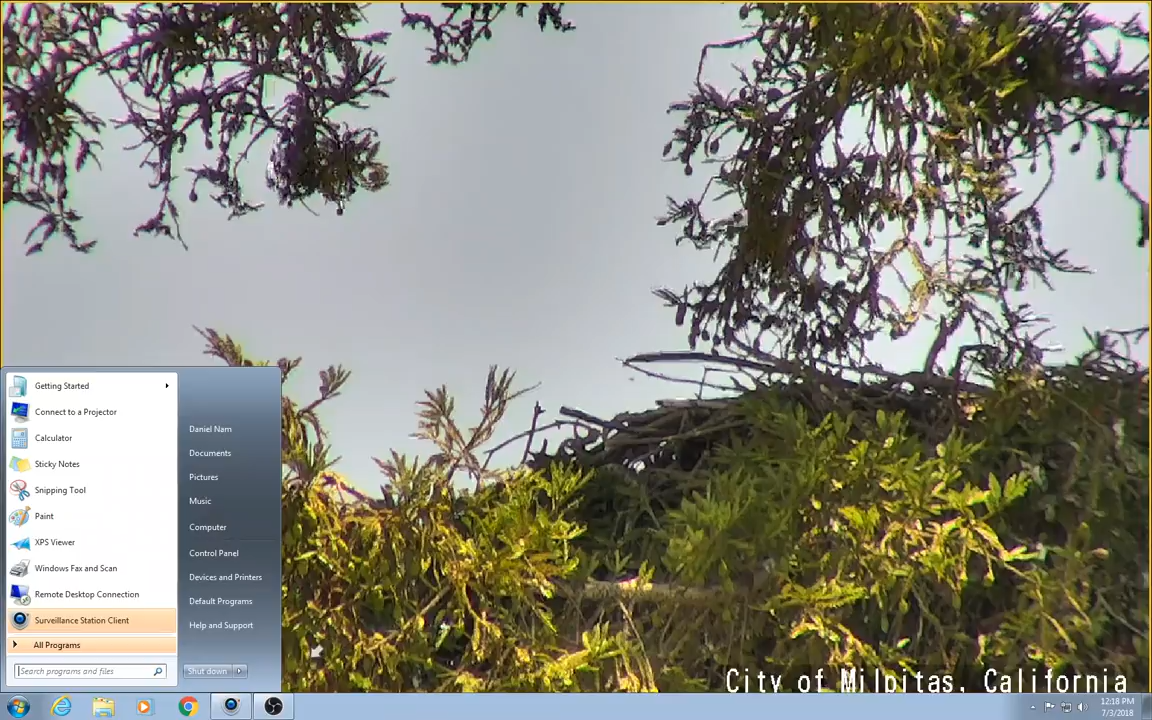 Getting Started
Connect to a Projector
Calculator
Sticky Notes
Snipping Tool
Paint
XPS Viewer
Windows Fax and Scan
Remote Desktop Connection
Surveillance Station Client
All Programs
Search programs and files
Daniel Nam
Documents
Pictures
Music
Computer
Control Panel
Devices and Printers
Default Programs
Help and Support
Shut down
City of Milpitas, California
12:18 PM
7/3/2018